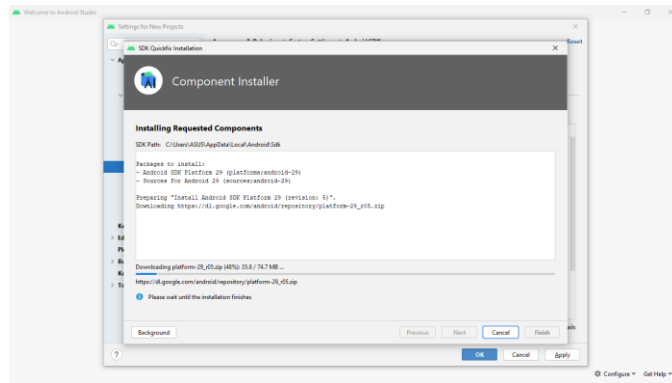 Welcome to Android Studio
Settings for New Projects
Reset
SDK Quickfix Installation
Component Installer
Installing Requested Components
SDK Path: C:\Users\ASUS\AppData\Local\Android\Sdk
Packages to install:
- Android SDK Platform 29 (platforms;android-29)
- Sources for Android 29 (sources;android-29)
Preparing "Install Android SDK Platform 29 (revision: 5)".
Downloading https://dl.google.com/android/repository/platform-29_r05.zip
Downloading platform-29_r05.zip (48%): 35.8 / 74.7 MB ...
https://dl.google.com/android/repository/platform-29_r05.zip
Please wait until the installation finishes
Background
Previous
Next
Cancel
Finish
?
OK
Cancel
Apply
Configure
Get Help